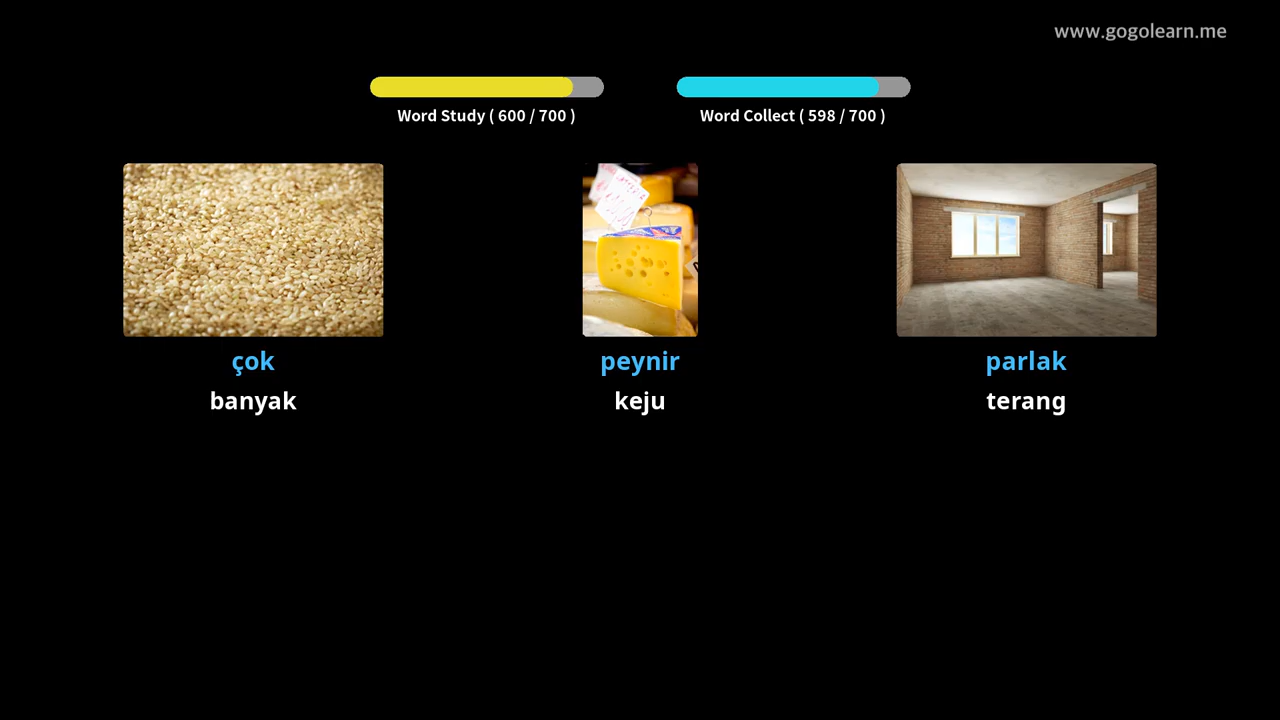 www.gogolearn.me
Word Study ( 600 / 700 )
Word Collect ( 598 / 700 )
çok
banyak
peynir
keju
parlak
terang